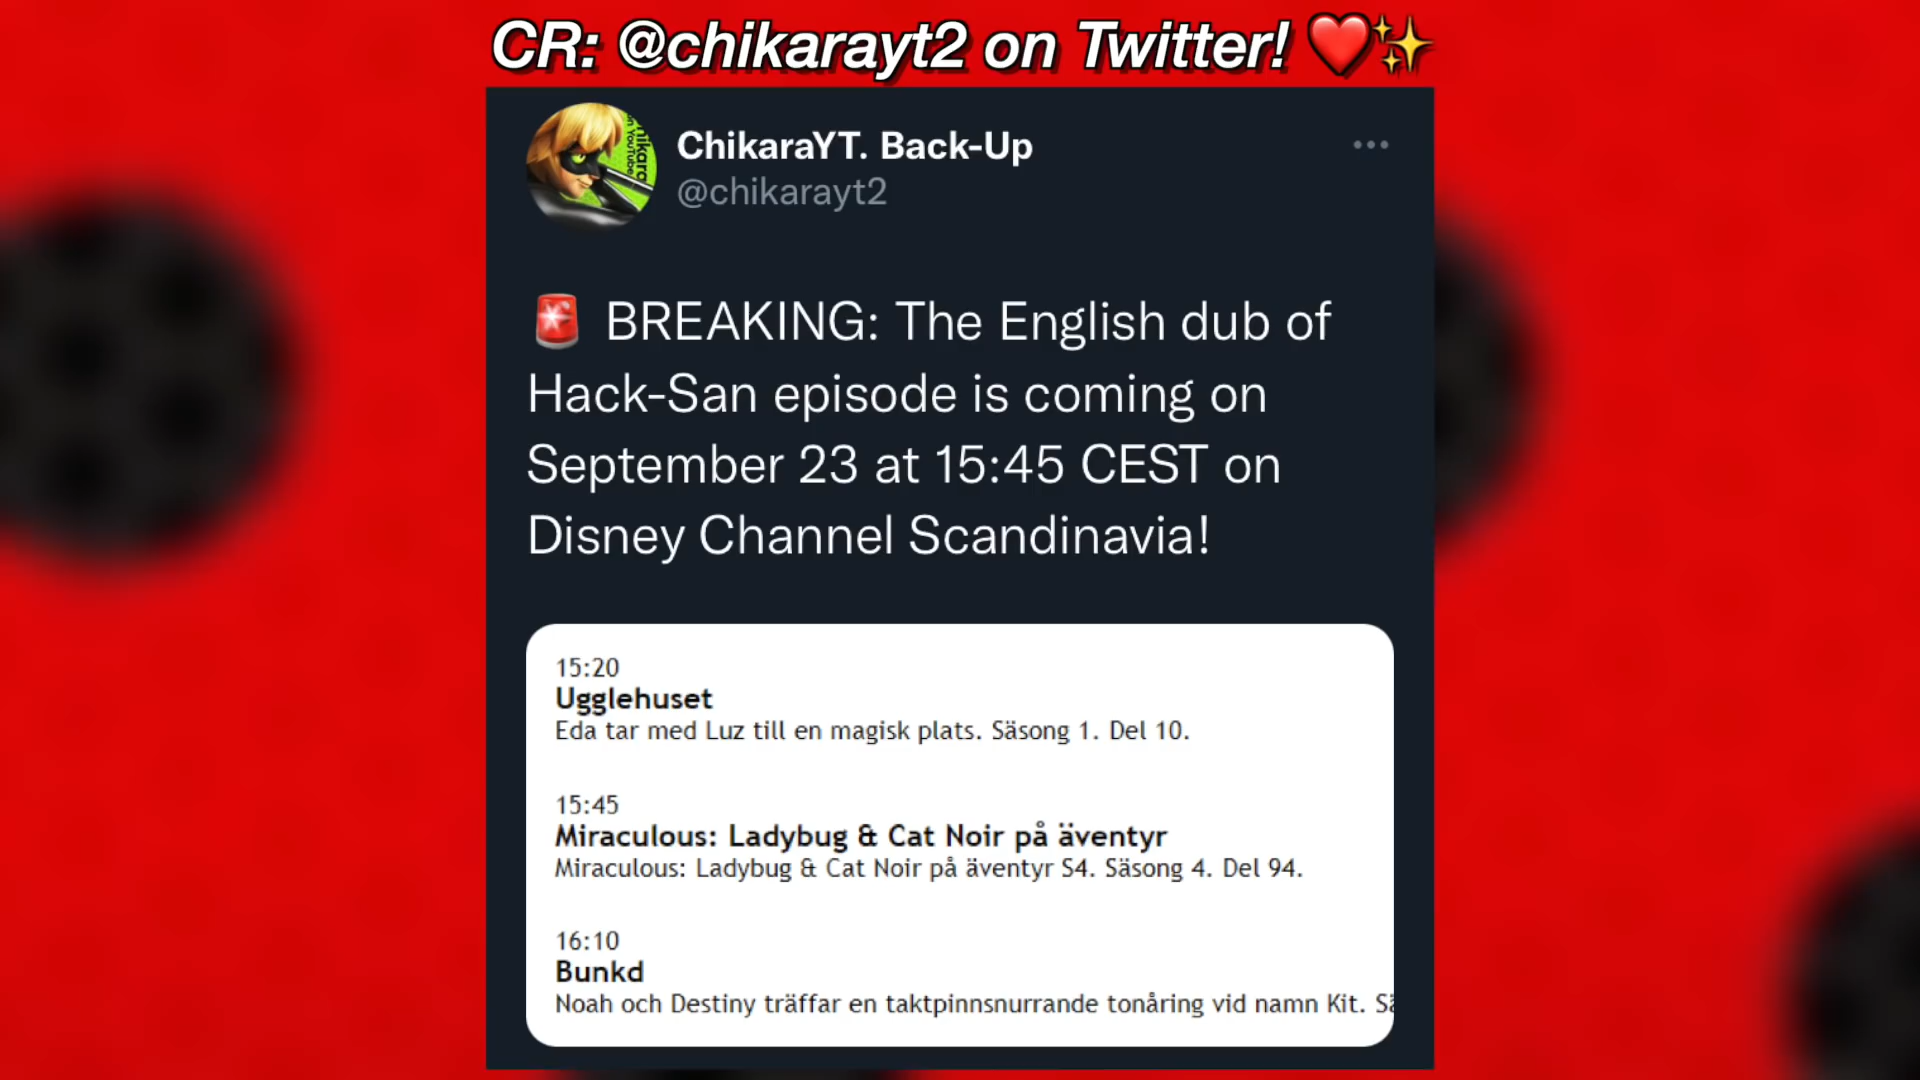 CR: @chikarayt2 on Twitter! ❤️✨
ChikaraYT. Back-Up
@chikarayt2
🚨 BREAKING: The English dub of
Hack-San episode is coming on
September 23 at 15:45 CEST on
Disney Channel Scandinavia!
15:20
Ugglehuset
Eda tar med Luz till en magisk plats. Säsong 1. Del 10.
15:45
Miraculous: Ladybug & Cat Noir på äventyr
Miraculous: Ladybug & Cat Noir på äventyr S4. Säsong 4. Del 94.
16:10
Bunkd
Noah och Destiny träffar en taktpinnsnurrande tonåring vid namn Kit. Sä